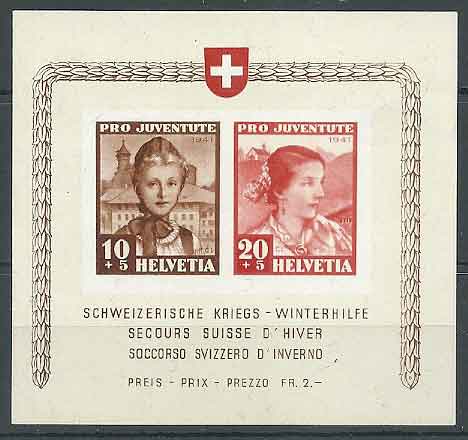 PRO JUVENTUTE
1941
10
+5
HELVETIA
PRO JUVENTUTE
1941
20
+5
HELVETIA
SCHWEIZERISCHE KRIEGS-WINTERHILFE
SECOURS SUISSE D'HIVER
SOCCORSO SVIZZERO D'INVERNO
PREIS - PRIX - PREZZO FR. 2.-